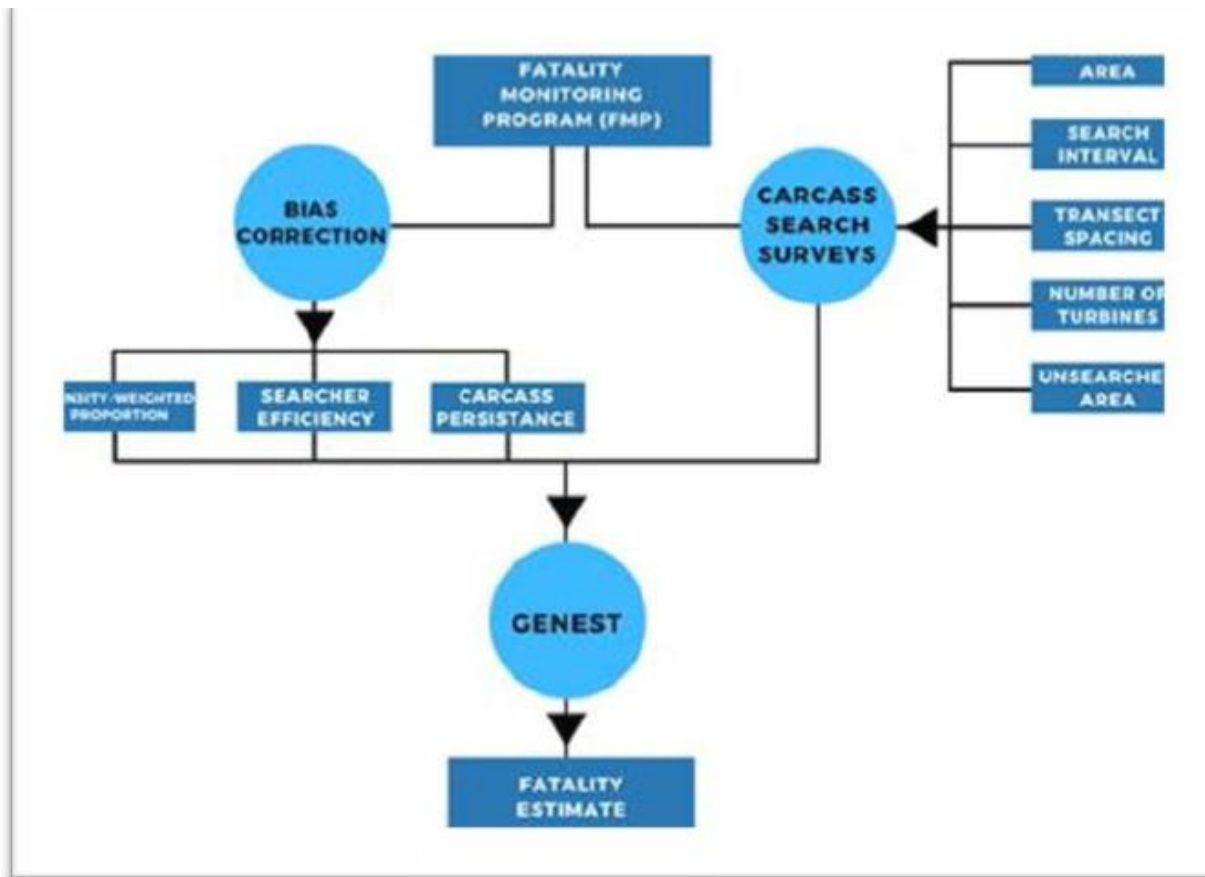 FATALITY
MONITORING
PROGRAM (FMP)
AREA
SEARCH
INTERVAL
BIAS
CORRECTION
CARCASS
SEARCH
SURVEYS
TRANSECT
SPACING
NUMBER OF
TURBINES
UNSEARCHE
AREA
NSITY-WEIGHTED
PROPORTION
SEARCHER
EFFICIENCY
CARCASS
PERSISTANCE
GENEST
FATALITY
ESTIMATE